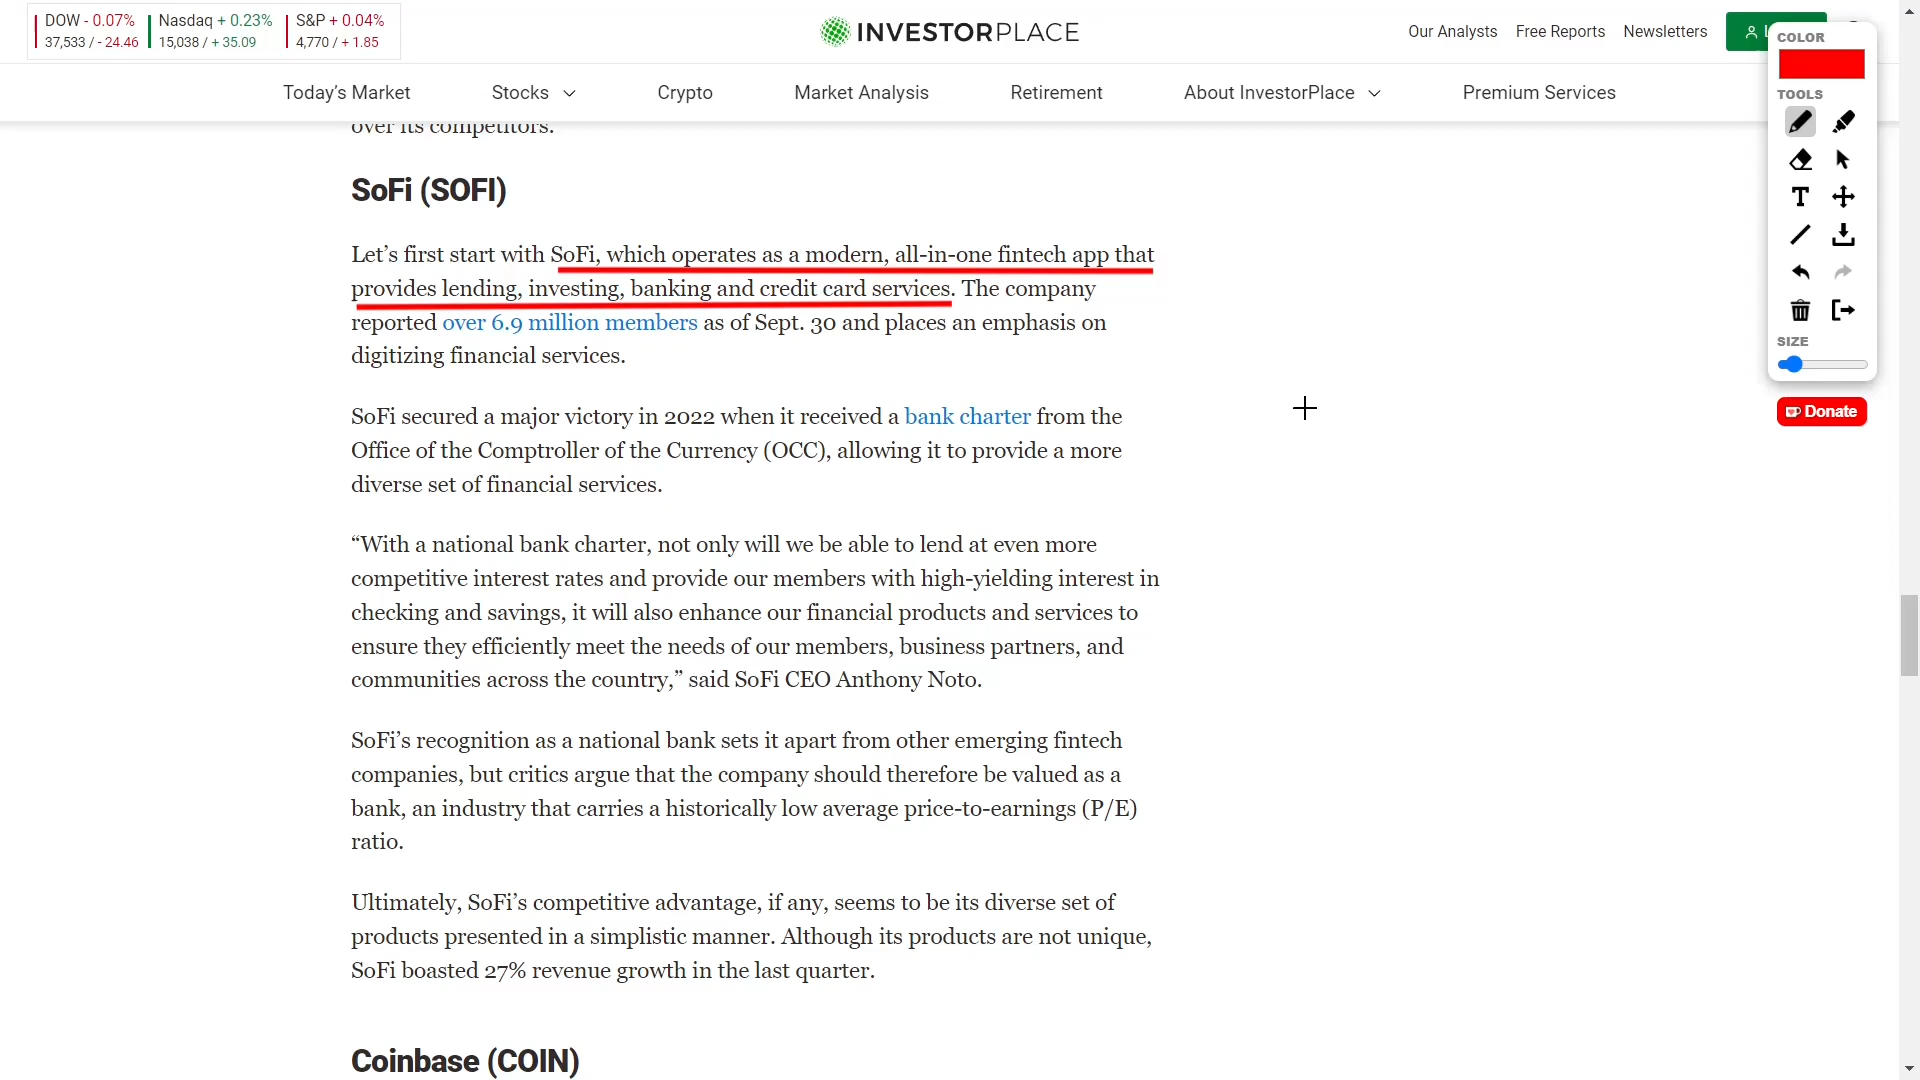 DOW - 0.07%
37,533 / - 24.46
Nasdaq + 0.23%
15,038 / + 35.09
S&P + 0.04%
4,770 / + 1.85
INVESTORPLACE
Our Analysts
Free Reports
Newsletters
Today’s Market
Stocks
Crypto
Market Analysis
Retirement
About InvestorPlace
Premium Services
COLOR
TOOLS
SIZE
Donate
over its competitors.
SoFi (SOFI)
Let’s first start with SoFi, which operates as a modern, all-in-one fintech app that
provides lending, investing, banking and credit card services. The company
reported over 6.9 million members as of Sept. 30 and places an emphasis on
digitizing financial services.
SoFi secured a major victory in 2022 when it received a bank charter from the
Office of the Comptroller of the Currency (OCC), allowing it to provide a more
diverse set of financial services.
“With a national bank charter, not only will we be able to lend at even more
competitive interest rates and provide our members with high-yielding interest in
checking and savings, it will also enhance our financial products and services to
ensure they efficiently meet the needs of our members, business partners, and
communities across the country,” said SoFi CEO Anthony Noto.
SoFi’s recognition as a national bank sets it apart from other emerging fintech
companies, but critics argue that the company should therefore be valued as a
bank, an industry that carries a historically low average price-to-earnings (P/E)
ratio.
Ultimately, SoFi’s competitive advantage, if any, seems to be its diverse set of
products presented in a simplistic manner. Although its products are not unique,
SoFi boasted 27% revenue growth in the last quarter.
Coinbase (COIN)